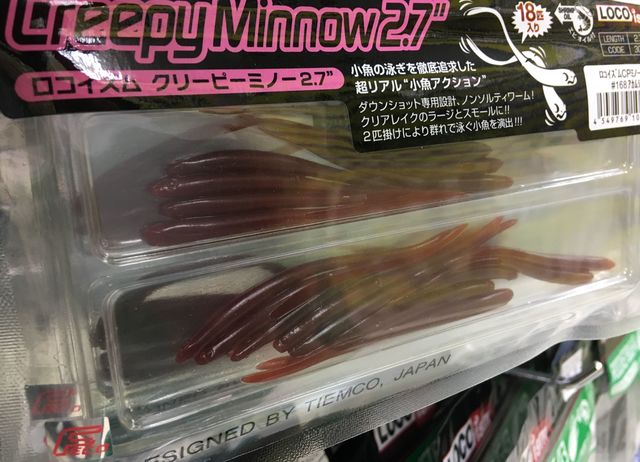 Creepy Minnow 2.7"
ロコイズム クリーピーミノー2.7"
小魚の泳ぎを徹底追求した
超リアル"小魚アクション"
ダウンショット専用設計、ノンソルティワーム!
クリアレイクのラージとスモールに!!
2匹掛けにより群れで泳ぐ小魚を演出!!!
18匹
入り
LOCO
LENGTH
CODE
4549769
DESIGNED BY TIEMCO, JAPAN
LOCO
LOCO